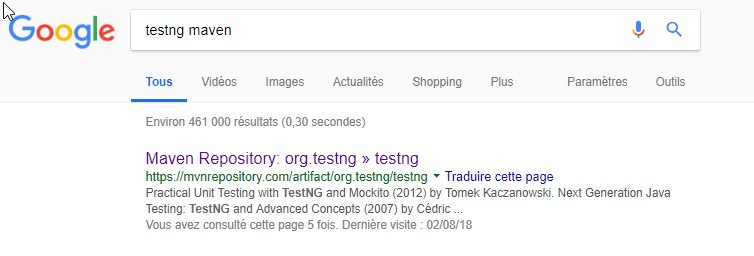 Google
testng maven
Tous Vidéos Images Actualités Shopping Plus Paramètres Outils
Environ 461 000 résultats (0,30 secondes)
Maven Repository: org.testng » testng
https://mvnrepository.com/artifact/org.testng/testng Traduire cette page
Practical Unit Testing with TestNG and Mockito (2012) by Tomek Kaczanowski. Next Generation Java
Testing: TestNG and Advanced Concepts (2007) by Cédric ...
Vous avez consulté cette page 5 fois. Dernière visite : 02/08/18